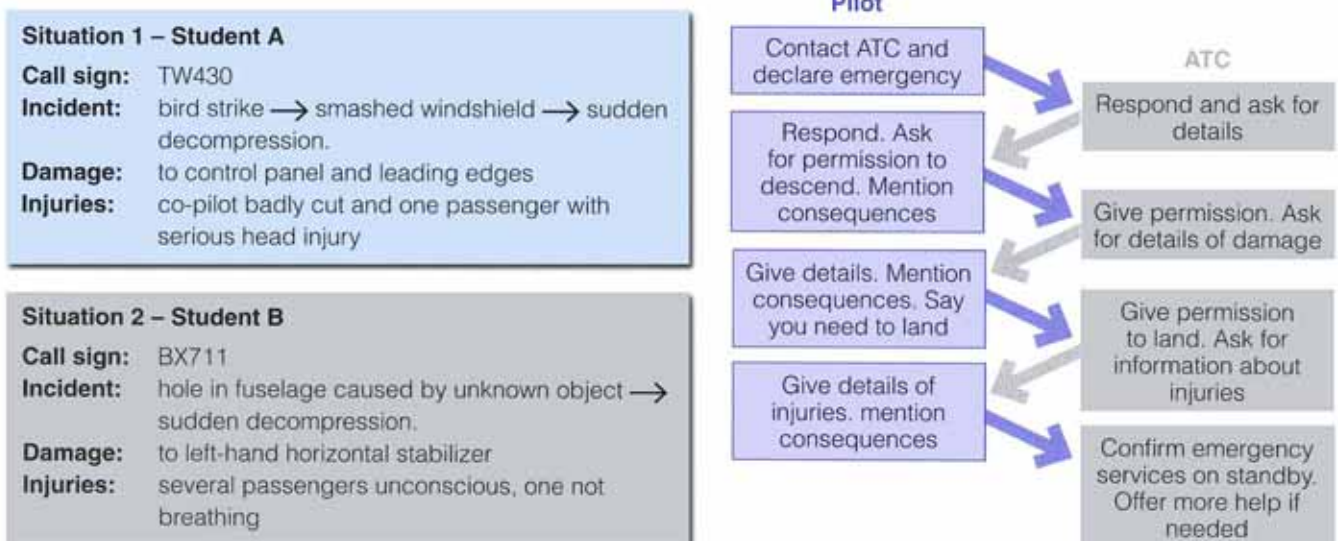 Situation 1 – Student A
Call sign: TW430
Incident: bird strike → smashed windshield → sudden
decompression.
Damage: to control panel and leading edges
Injuries: co-pilot badly cut and one passenger with
serious head injury
Situation 2 – Student B
Call sign: BX711
Incident: hole in fuselage caused by unknown object →
sudden decompression.
Damage: to left-hand horizontal stabilizer
Injuries: several passengers unconscious, one not
breathing
Pilot
Contact ATC and
declare emergency
ATC
Respond and ask for
details
Respond. Ask
for permission to
descend. Mention
consequences
Give permission. Ask
for details of damage
Give details. Mention
consequences. Say
you need to land
Give permission
to land. Ask for
information about
injuries
Give details of
injuries. mention
consequences
Confirm emergency
services on standby.
Offer more help if
needed